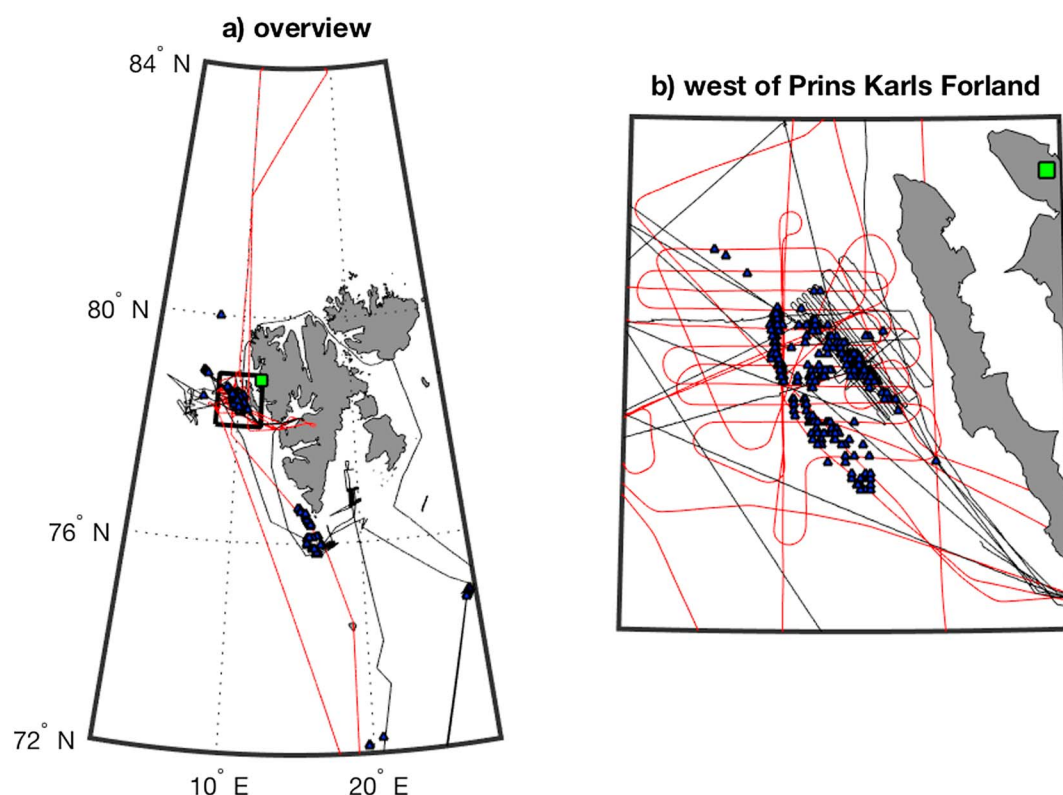 a) overview
84° N
b) west of Prins Karls Forland
80° N
76° N
72° N
10° E
20° E